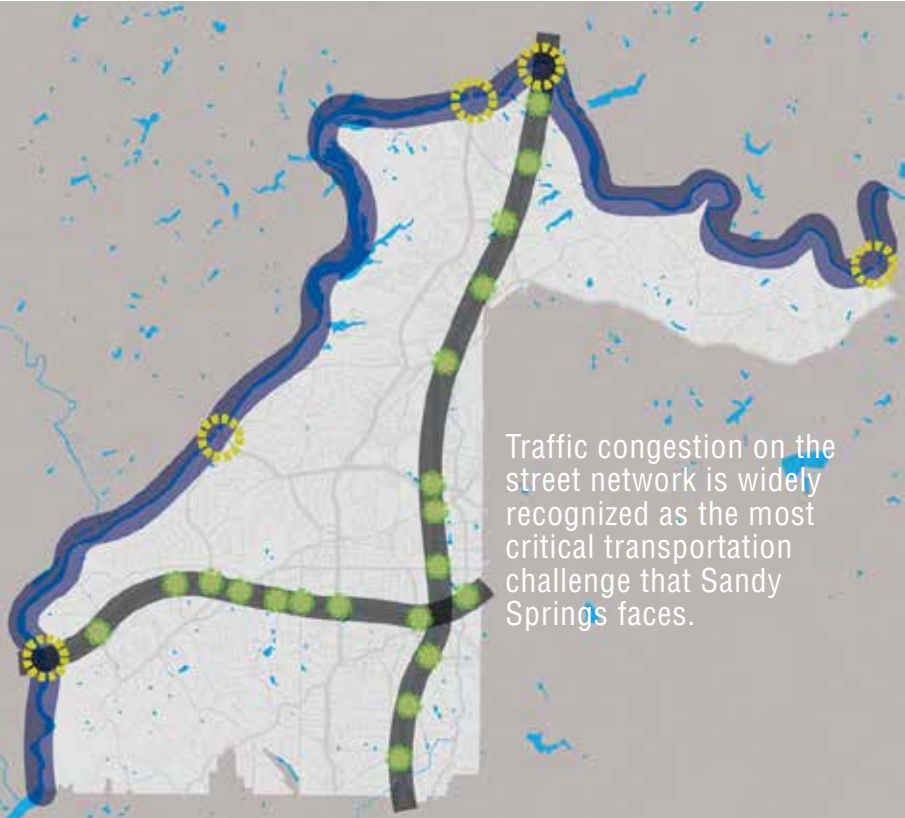 Traffic congestion on the
street network is widely
recognized as the most
critical transportation
challenge that Sandy
Springs faces.